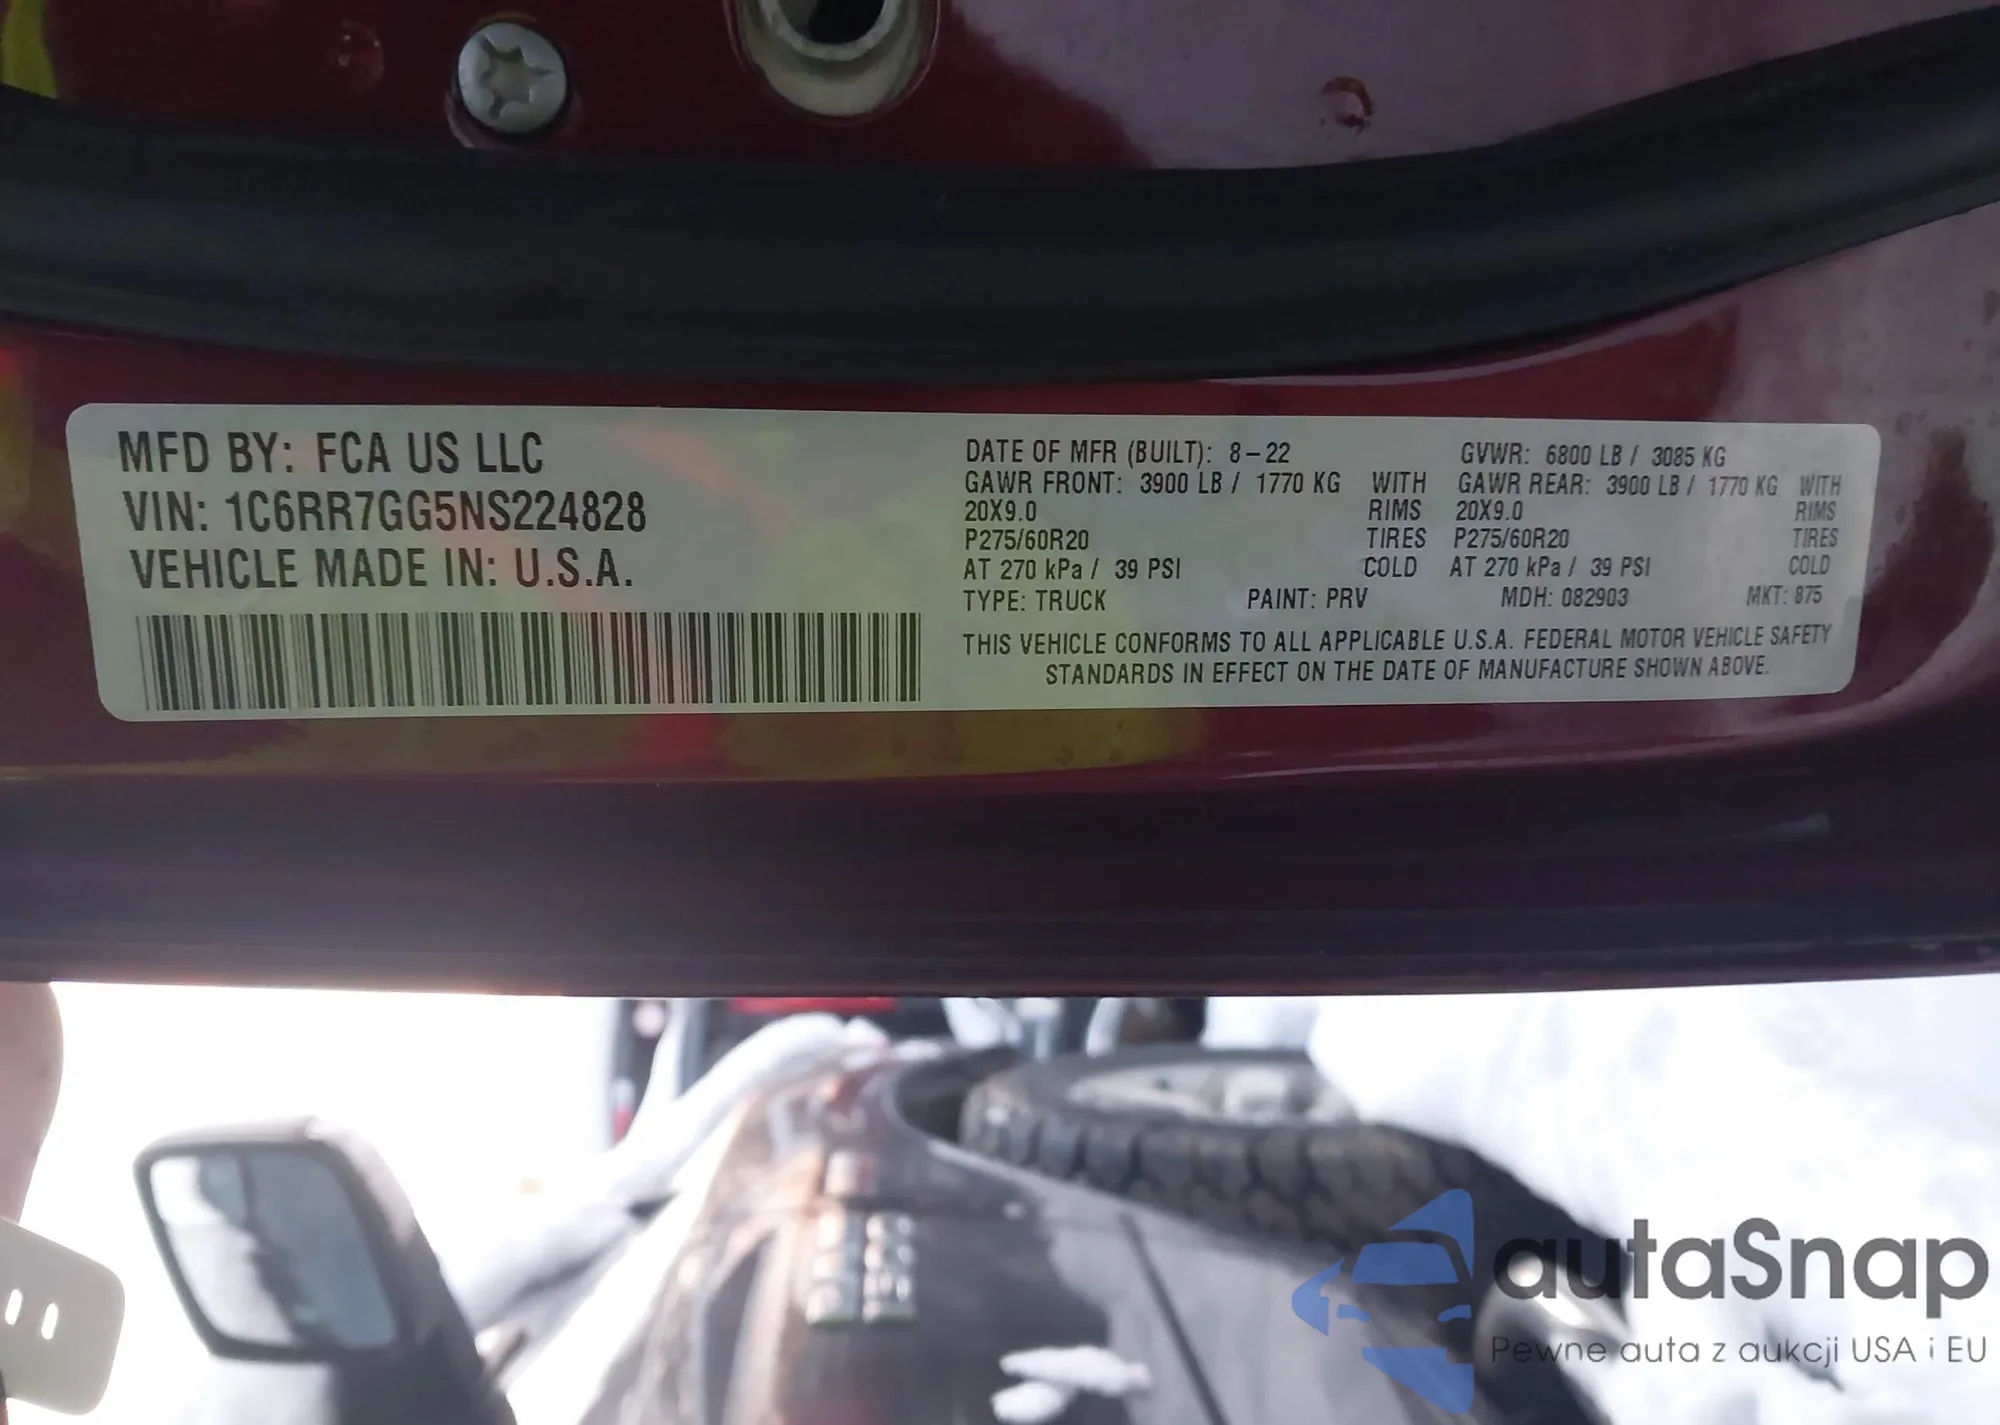 MFD BY: FCA US LLC
VIN: 1C6RR7GG5NS224828
VEHICLE MADE IN: U.S.A.
DATE OF MFR (BUILT): 8-22 GVWR: 6800 LB / 3085 KG
GAWR FRONT: 3900 LB / 1770 KG WITH GAWR REAR: 3900 LB / 1770 KG WITH
20X9.0 RIMS 20X9.0 RIMS
P275/60R20 TIRES P275/60R20 TIRES
AT 270 kPa / 39 PSI COLD AT 270 kPa / 39 PSI COLD
TYPE: TRUCK PAINT: PRV MDH: 082903 MKT: 875
THIS VEHICLE CONFORMS TO ALL APPLICABLE U.S.A. FEDERAL MOTOR VEHICLE SAFETY
STANDARDS IN EFFECT ON THE DATE OF MANUFACTURE SHOWN ABOVE.
autaSnap
Pewne auta z aukcji USA i EU